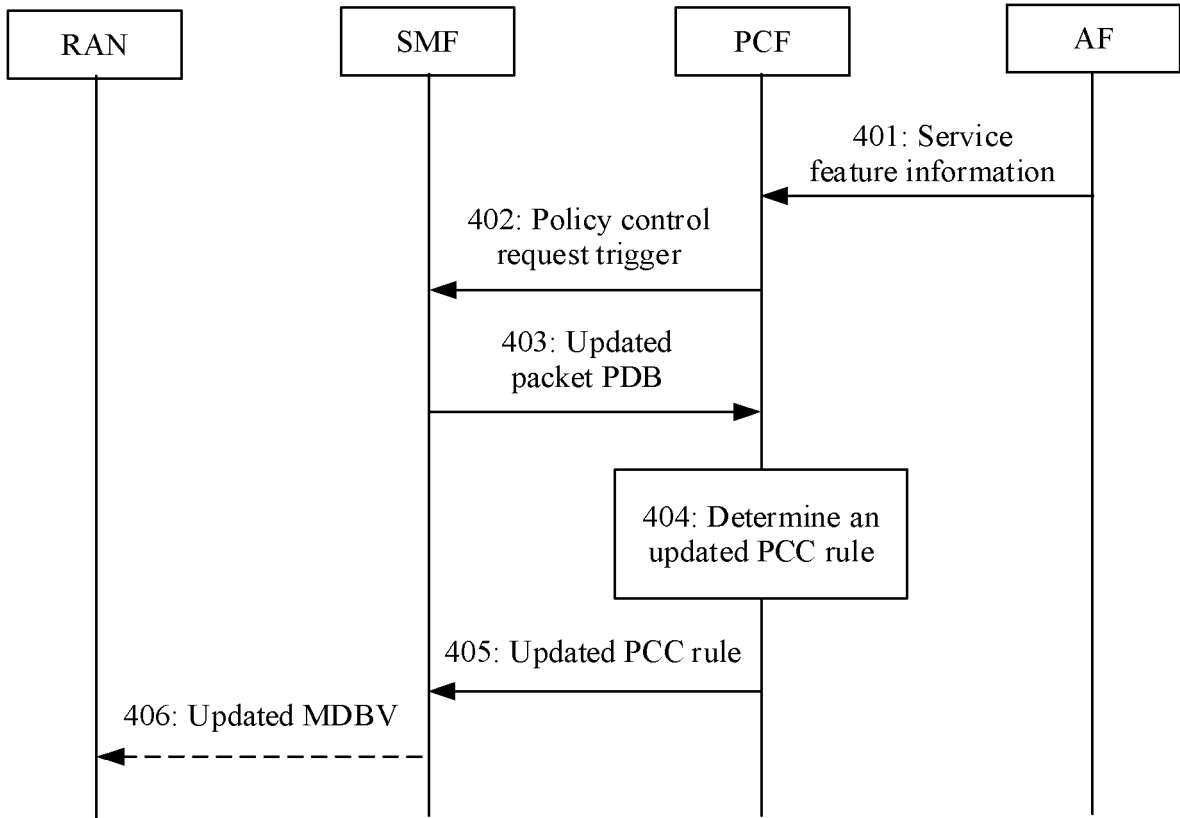 RAN
SMF
PCF
AF
401: Service
feature information
402: Policy control
request trigger
403: Updated
packet PDB
404: Determine an
updated PCC rule
405: Updated PCC rule
406: Updated MDBV